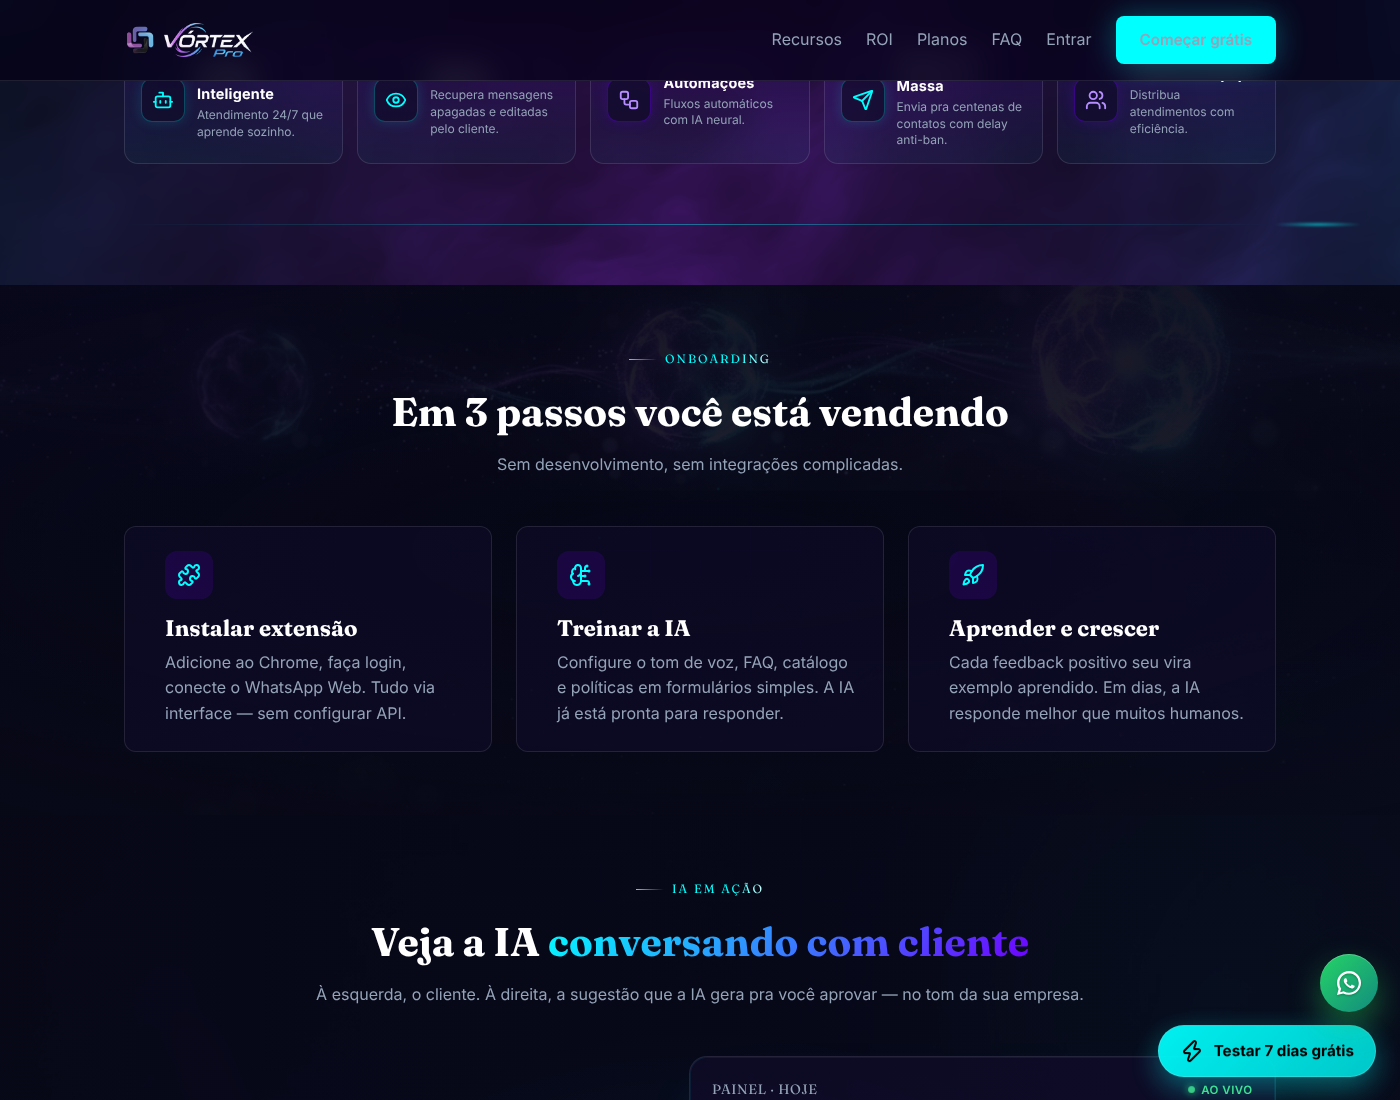 VÓRTEX
Pro
Recursos
ROI
Planos
FAQ
Entrar
Começar grátis
Inteligente
Atendimento 24/7 que
aprende sozinho.
Recupera mensagens
apagadas e editadas
pelo cliente.
Automações
Fluxos automáticos
com IA neural.
Massa
Envia pra centenas de
contatos com delay
anti-ban.
Distribua
atendimentos com
eficiência.
ONBOARDING
Em 3 passos você está vendendo
Sem desenvolvimento, sem integrações complicadas.
Instalar extensão
Adicione ao Chrome, faça login,
conecte o WhatsApp Web. Tudo via
interface — sem configurar API.
Treinar a IA
Configure o tom de voz, FAQ, catálogo
e políticas em formulários simples. A IA
já está pronta para responder.
Aprender e crescer
Cada feedback positivo seu vira
exemplo aprendido. Em dias, a IA
responde melhor que muitos humanos.
IA EM AÇÃO
Veja a IA conversando com cliente
À esquerda, o cliente. À direita, a sugestão que a IA gera pra você aprovar — no tom da sua empresa.
Testar 7 dias grátis
PAINEL · HOJE
AO VIVO